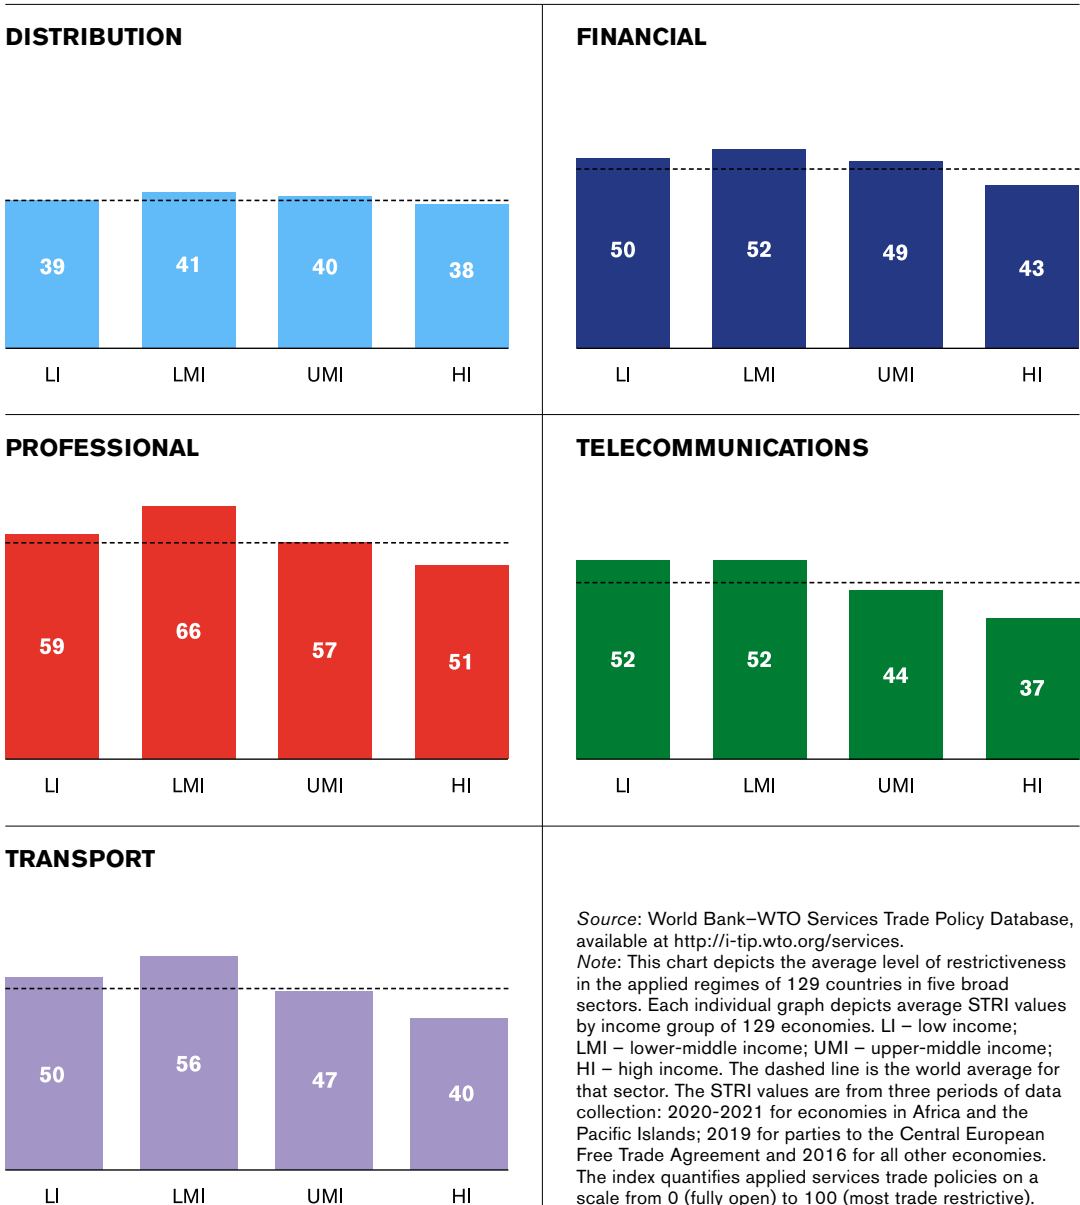 DISTRIBUTION
39
41
40
38
LI
LMI
UMI
HI
FINANCIAL
50
52
49
43
LI
LMI
UMI
HI
PROFESSIONAL
59
66
57
51
LI
LMI
UMI
HI
TELECOMMUNICATIONS
52
52
44
37
LI
LMI
UMI
HI
TRANSPORT
50
56
47
40
LI
LMI
UMI
HI
Source: World Bank–WTO Services Trade Policy Database,
available at http://i-tip.wto.org/services.
Note: This chart depicts the average level of restrictiveness
in the applied regimes of 129 countries in five broad
sectors. Each individual graph depicts average STRI values
by income group of 129 economies. LI – low income;
LMI – lower-middle income; UMI – upper-middle income;
HI – high income. The dashed line is the world average for
that sector. The STRI values are from three periods of data
collection: 2020-2021 for economies in Africa and the
Pacific Islands; 2019 for parties to the Central European
Free Trade Agreement and 2016 for all other economies.
The index quantifies applied services trade policies on a
scale from 0 (fully open) to 100 (most trade restrictive).